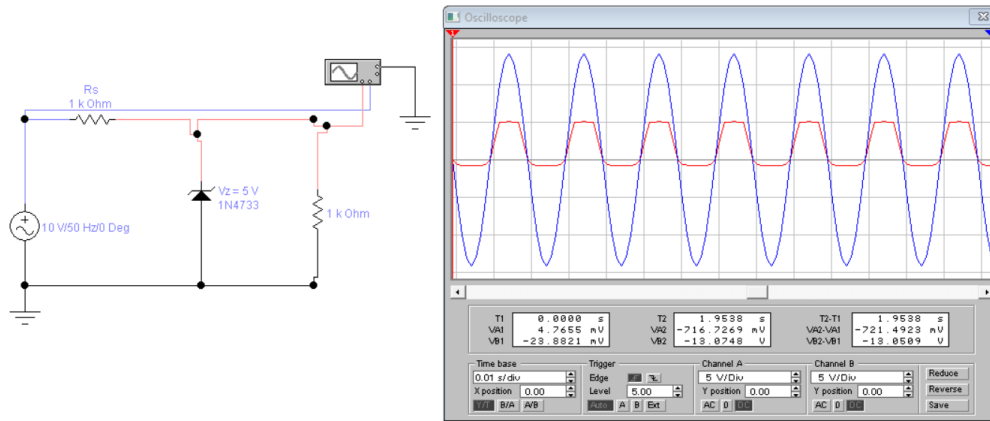 Oscilloscope
1
Rs
1 k Ohm
Vz = 5 V
1N4733
1 k Ohm
10 V/50 Hz/0 Deg
T1 0.0000 s
VA1 4.7655 mV
VB1 -23.8821 mV
T2 1.9538 s
VA2 -716.7269 mV
VB2 -13.0748 V
T2-T1 1.9538 s
VA2-VA1 -721.4923 mV
VB2-VB1 -13.0509 V
Time base
0.01 s/div
X position 0.00
Y/T B/A A/B
Trigger
Edge
Level 5.00
Auto A B Ext
Channel A
5 V/Div
Y position 0.00
AC 0 DC
Channel B
5 V/Div
Y position 0.00
AC 0 DC
Reduce
Reverse
Save